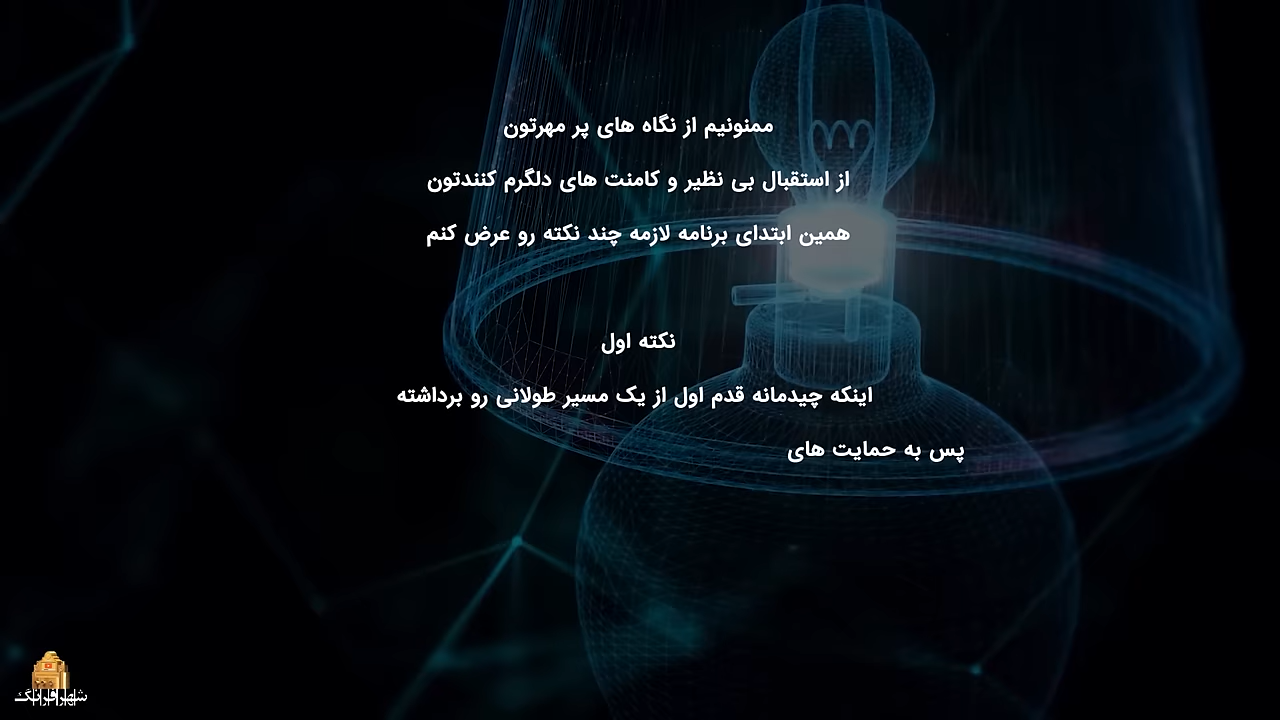 ممنونیم از نگاه های پر مهرتون
از استقبال بی نظیر و کامنت های دلگرم کنندتون
همین ابتدای برنامه لازمه چند نکته رو عرض کنم
نکته اول
اینکه چیدمانه قدم اول از یک مسیر طولانی رو برداشته
پس به حمایت های
شهر فرنگ